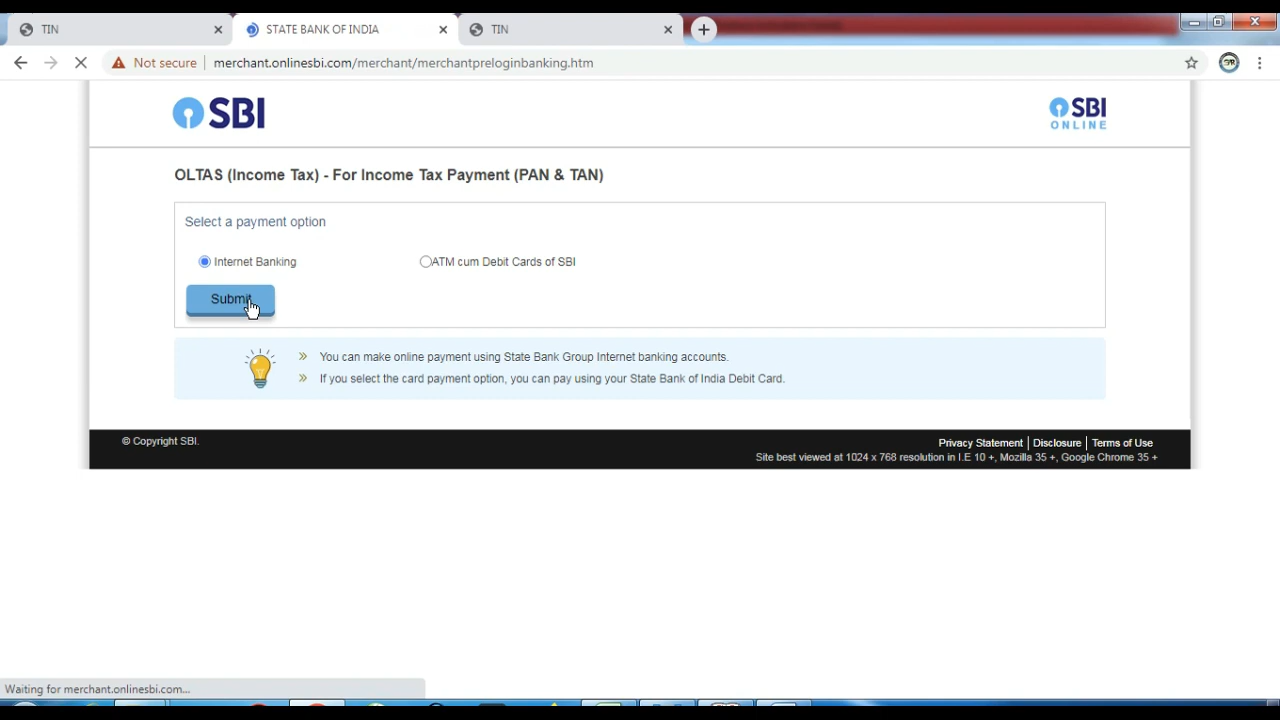 TIN
STATE BANK OF INDIA
TIN
Not secure
merchant.onlinesbi.com/merchant/merchantpreloginbanking.htm
SBI
SBI
ONLINE
OLTAS (Income Tax) - For Income Tax Payment (PAN & TAN)
Select a payment option
Internet Banking ATM cum Debit Cards of SBI
Submit
» You can make online payment using State Bank Group Internet banking accounts.
» If you select the card payment option, you can pay using your State Bank of India Debit Card.
© Copyright SBI.
Privacy Statement | Disclosure | Terms of Use
Site best viewed at 1024 x 768 resolution in I.E 10 +, Mozilla 35 +, Google Chrome 35 +
Waiting for merchant.onlinesbi.com...